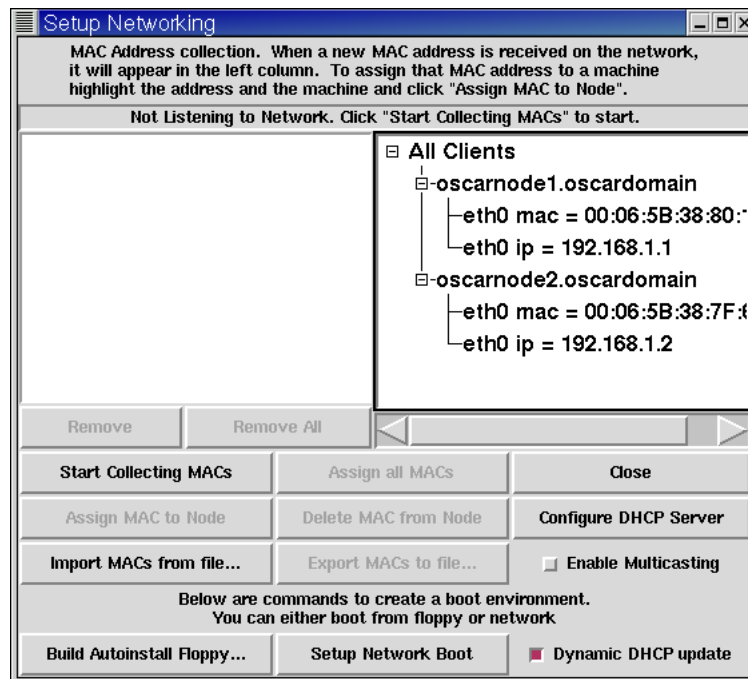 Setup Networking
MAC Address collection. When a new MAC address is received on the network,
it will appear in the left column. To assign that MAC address to a machine
highlight the address and the machine and click "Assign MAC to Node".
Not Listening to Network. Click "Start Collecting MACs" to start.
All Clients
oscarnode1.oscardomain
eth0 mac = 00:06:5B:38:80:
eth0 ip = 192.168.1.1
oscarnode2.oscardomain
eth0 mac = 00:06:5B:38:7F:
eth0 ip = 192.168.1.2
Remove Remove All
Start Collecting MACs Assign all MACs Close
Assign MAC to Node Delete MAC from Node Configure DHCP Server
Import MACs from file... Export MACs to file... Enable Multicasting
Below are commands to create a boot environment.
You can either boot from floppy or network
Build Autoinstall Floppy... Setup Network Boot Dynamic DHCP update